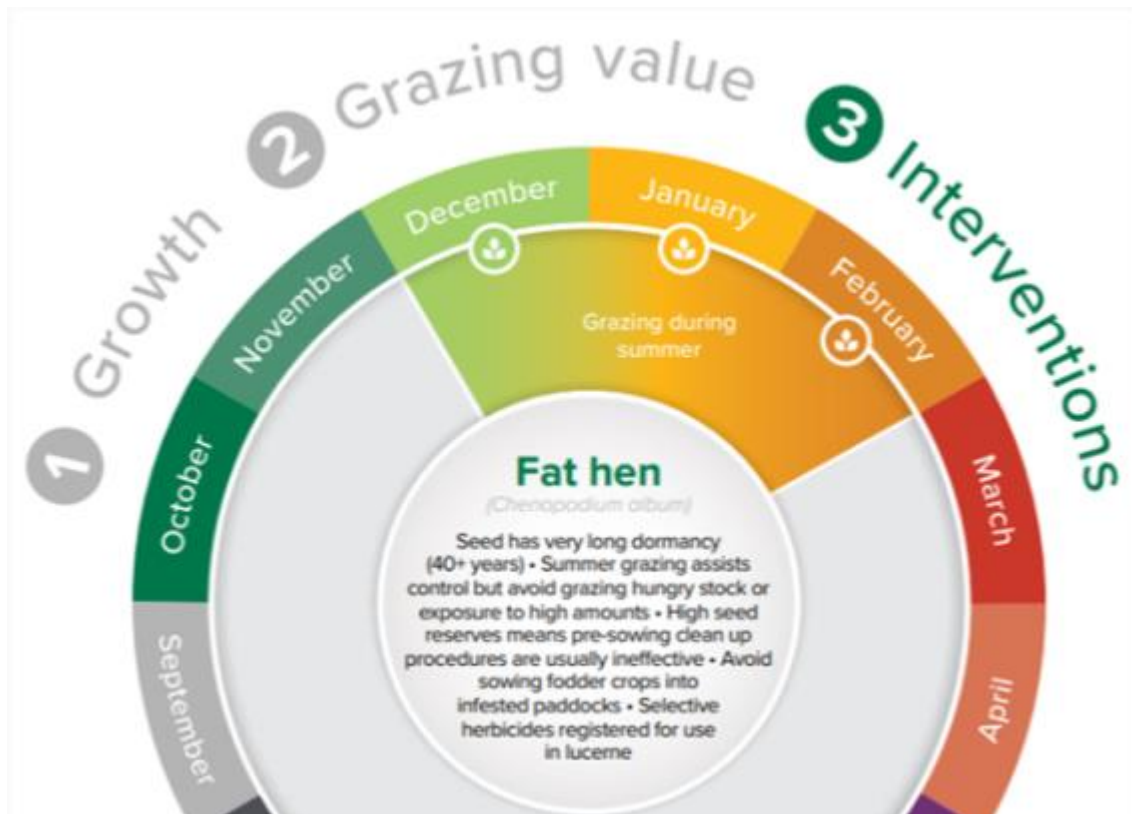 1 Growth
2 Grazing value
3 Interventions
September
October
November
December
January
February
March
April
Grazing during
summer
Fat hen
(Chenopodium album)
Seed has very long dormancy
(40+ years) • Summer grazing assists
control but avoid grazing hungry stock or
exposure to high amounts • High seed
reserves means pre-sowing clean up
procedures are usually ineffective • Avoid
sowing fodder crops into
infested paddocks • Selective
herbicides registered for use
in lucerne